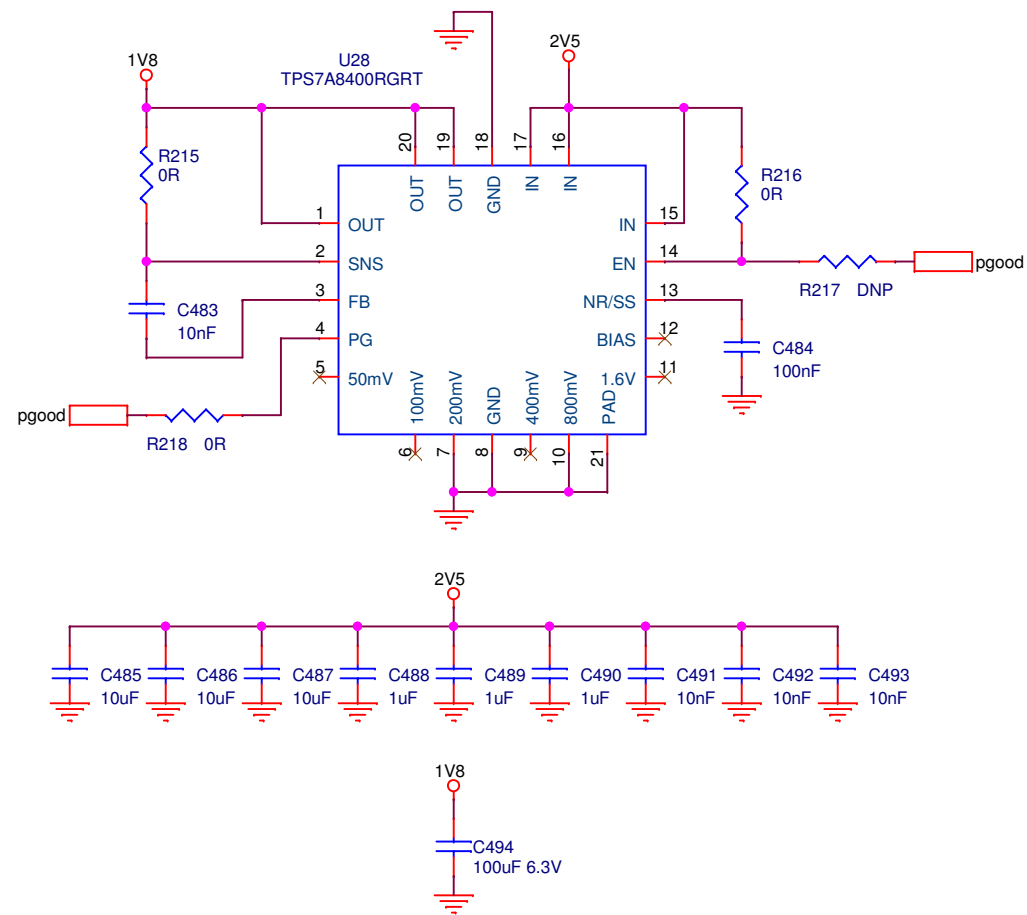 1V8
U28
TPS7A8400RGRT
2V5
R215
0R
20
19
18
17
16
OUT
OUT
GND
IN
IN
R216
0R
1
OUT
IN
15
2
SNS
EN
14
pgood
R217 DNP
3
FB
NR/SS
13
C483
10nF
4
PG
BIAS
12
C484
100nF
5
50mV
1.6V
11
100mV
200mV
GND
400mV
800mV
PAD
pgood
R218 0R
6
7
8
9
10
21
2V5
C485
10uF
C486
10uF
C487
10uF
C488
1uF
C489
1uF
C490
1uF
C491
10nF
C492
10nF
C493
10nF
1V8
C494
100uF 6.3V